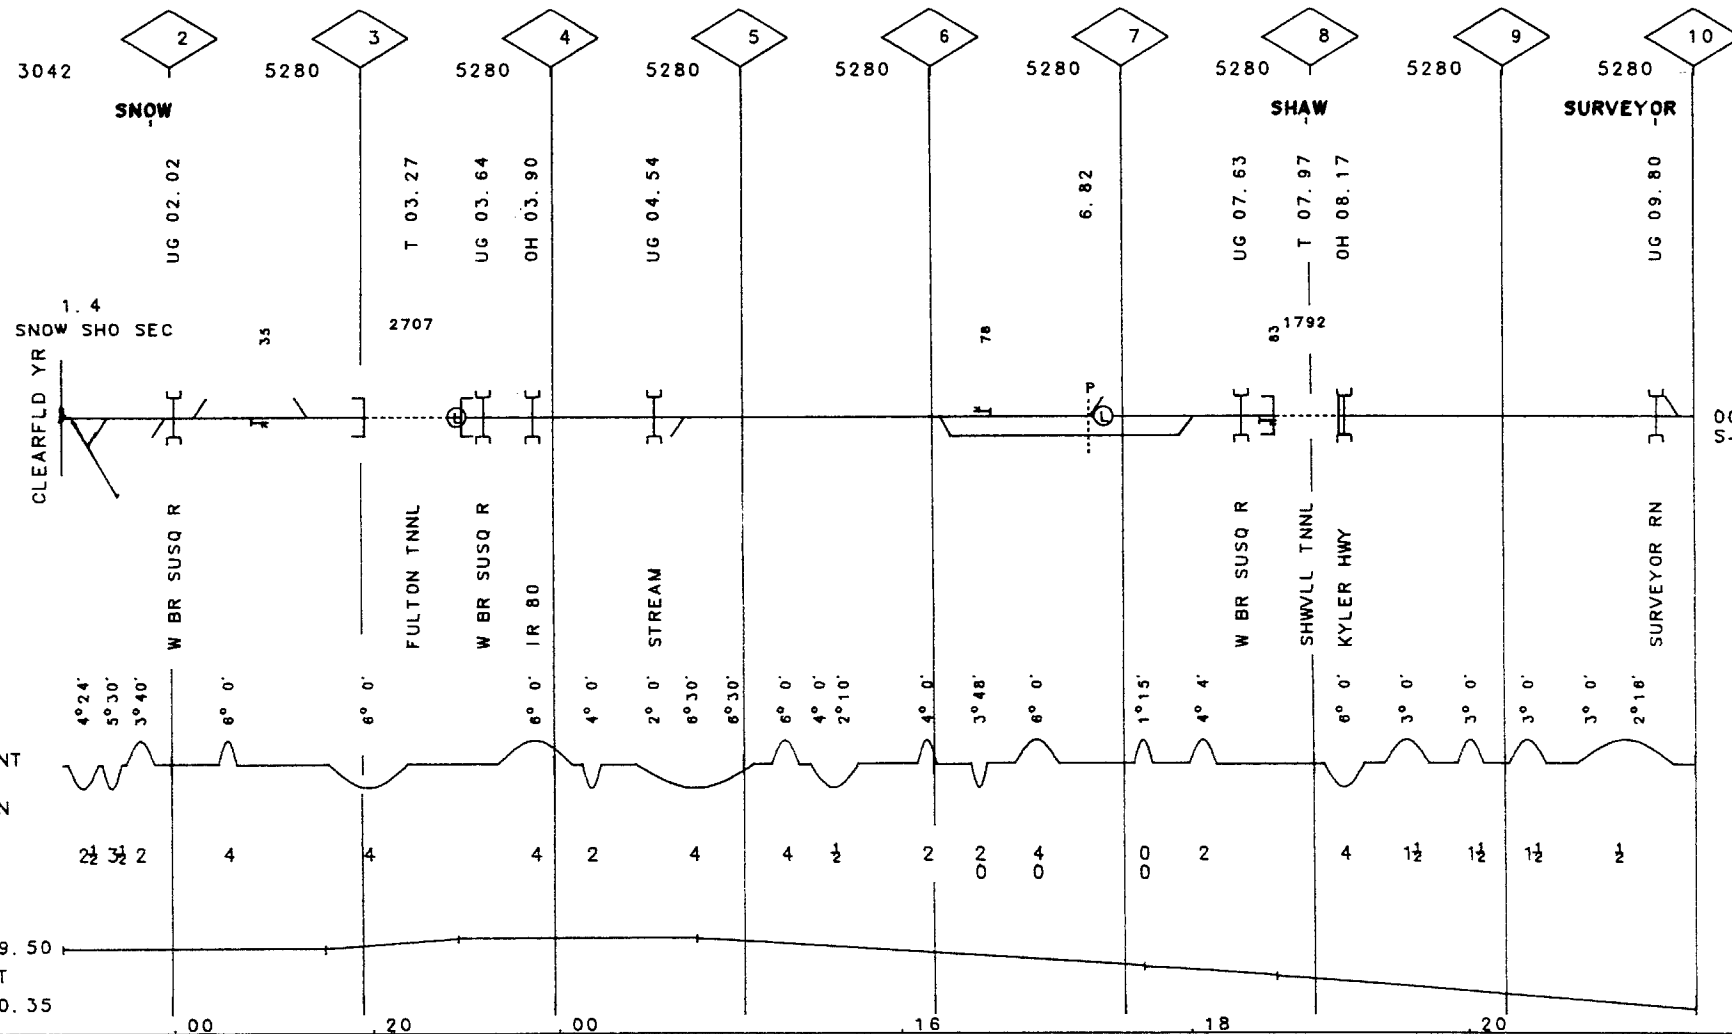 2 3 4 5 6 7 8 9 10
3042 5280 5280 5280 5280 5280 5280 5280 5280
SNOW SHAW SURVEYOR
UG 02.02
T 03.27
UG 03.64
OH 03.90
UG 04.54
6.82
UG 07.63
T 07.97
OH 08.17
UG 09.80
1.4
SNOW SHO SEC
35
2707
78
83
1792
CLEARFLD YR
L
P
L
W BR SUSQ R
FULTON TNNL
W BR SUSQ R
IR 80
STREAM
W BR SUSQ R
SHWVLL TNNL
KYLER HWY
SURVEYOR RN
4°24' 5°30' 3°40' 6° 0' 6° 0' 6° 0' 4° 0' 2° 0' 6°30' 6°30' 6° 0' 4° 0' 2°10' 4° 0' 3°48' 6° 0' 1°15' 4° 4' 6° 0' 3° 0' 3° 0' 3° 0' 3° 0' 2°18'
NT
N
2½ 3½ 2 4 4 4 2 4 4 ½ 2 2 4 0 2 4 1½ 1½ 1½ ½
0 0 0
9.50
T
0.35
.00 .20 .00 .16 .18 .20